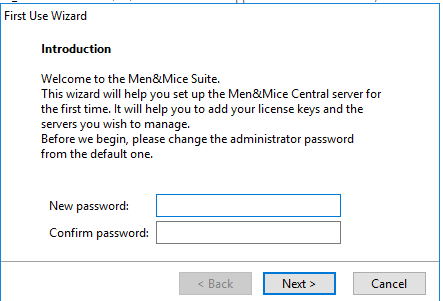 First Use Wizard
Introduction
Welcome to the Men&Mice Suite.
This wizard will help you set up the Men&Mice Central server for
the first time. It will help you to add your license keys and the
servers you wish to manage.
Before we begin, please change the administrator password
from the default one.
New password:
Confirm password:
< Back Next > Cancel